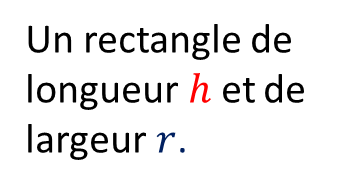 Un rectangle de
longueur h et de
largeur r.